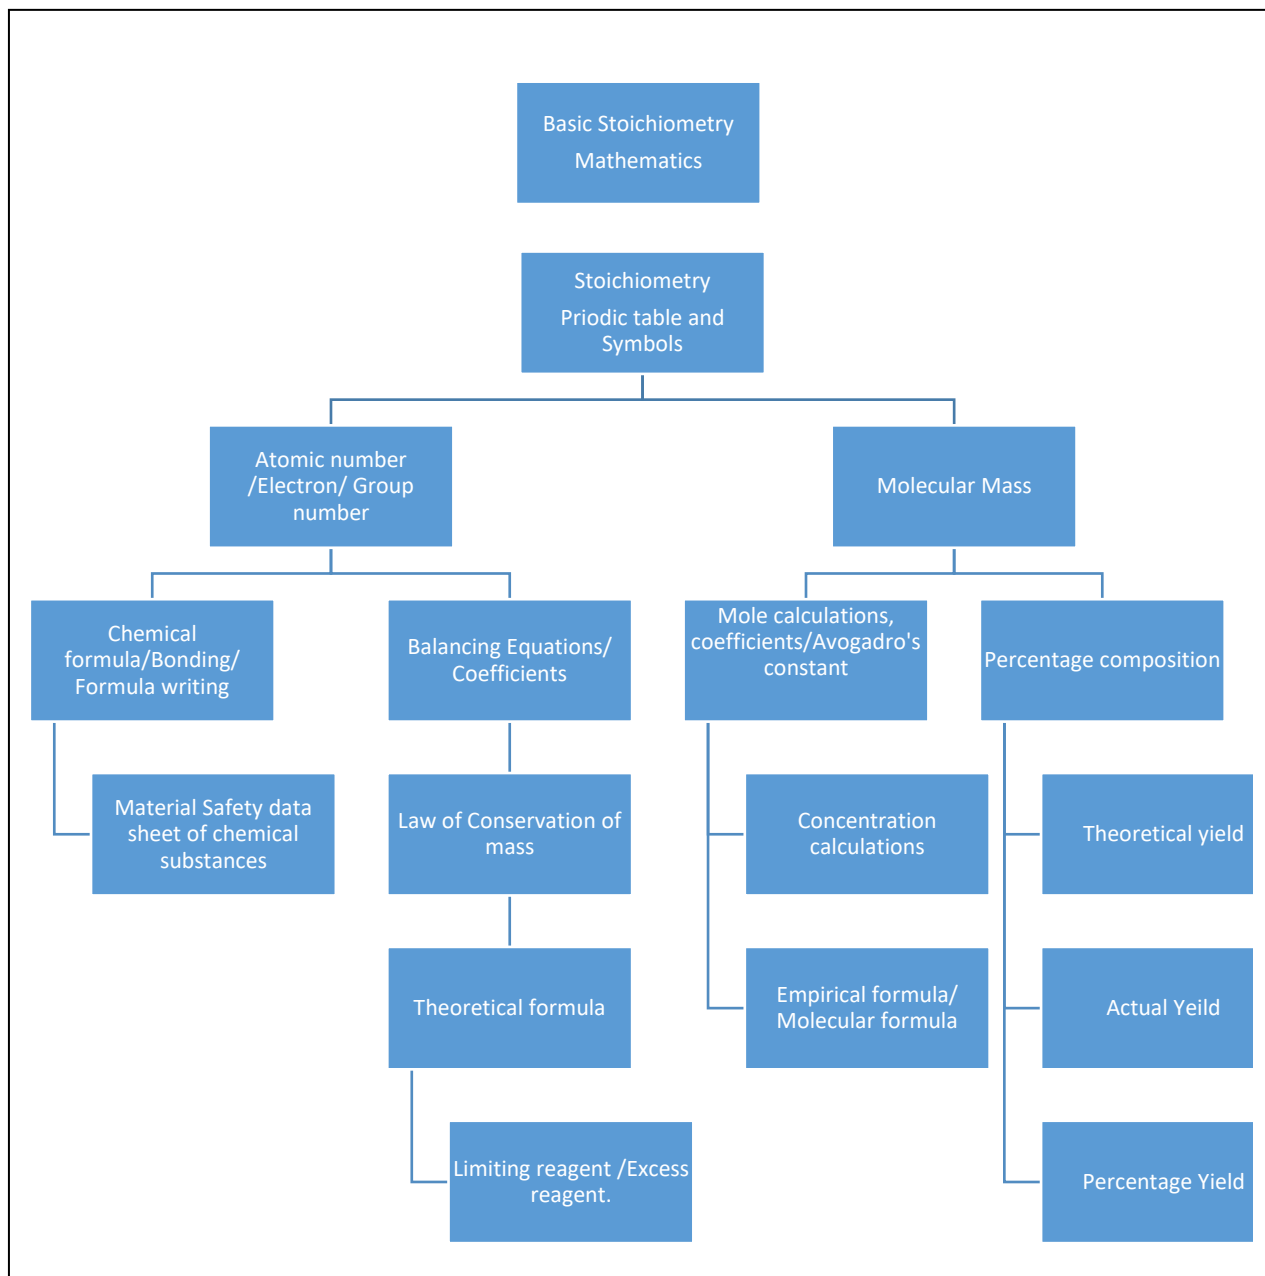 Basic Stoichiometry
Mathematics
Stoichiometry
Priodic table and
Symbols
Atomic number
/Electron/ Group
number
Molecular Mass
Chemical
formula/Bonding/
Formula writing
Balancing Equations/
Coefficients
Mole calculations,
coefficients/Avogadro's
constant
Percentage composition
Material Safety data
sheet of chemical
substances
Law of Conservation of
mass
Concentration
calculations
Theoretical yield
Theoretical formula
Empirical formula/
Molecular formula
Actual Yeild
Limiting reagent /Excess
reagent.
Percentage Yield